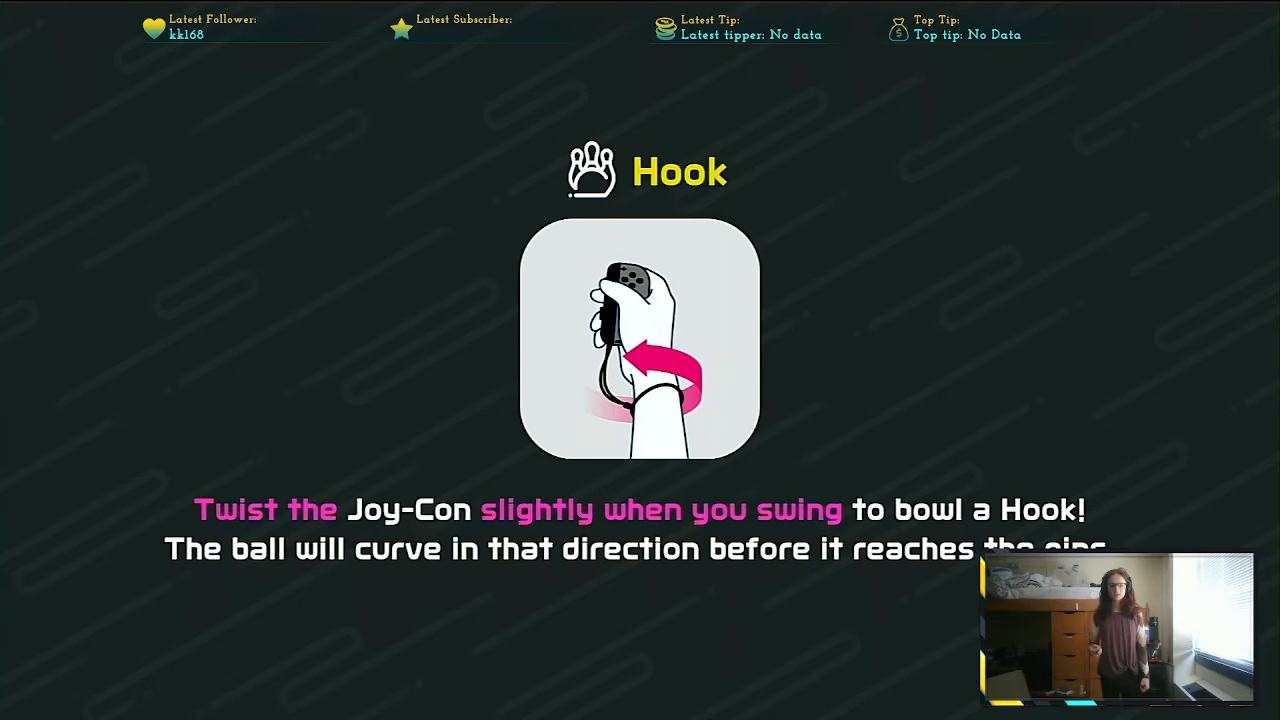 Latest Follower:
kk168
Latest Subscriber:
Latest Tip:
Latest tipper: No data
Top Tip:
Top tip: No Data
Hook
Twist the Joy-Con slightly when you swing to bowl a Hook!
The ball will curve in that direction before it reaches the pins.